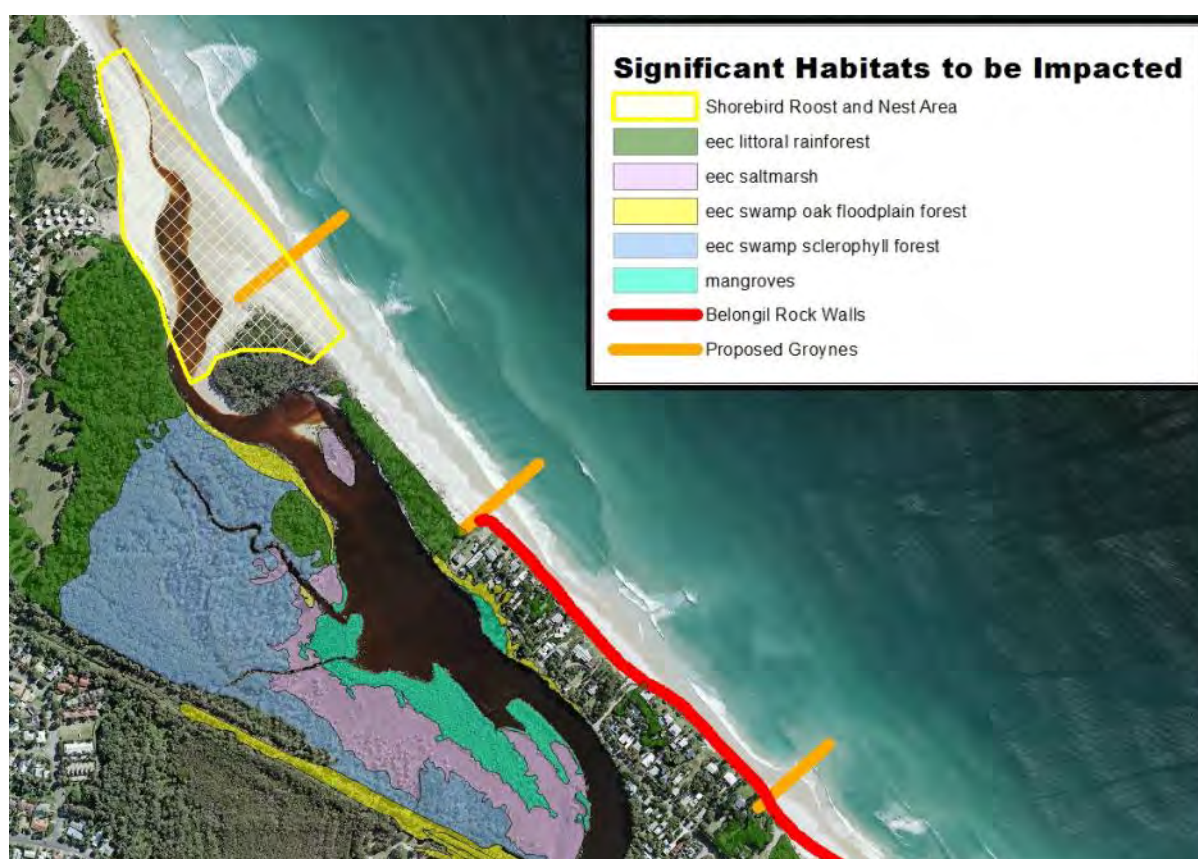 Significant Habitats to be Impacted
Shorebird Roost and Nest Area
eec littoral rainforest
eec saltmarsh
eec swamp oak floodplain forest
eec swamp sclerophyll forest
mangroves
Belongil Rock Walls
Proposed Groynes